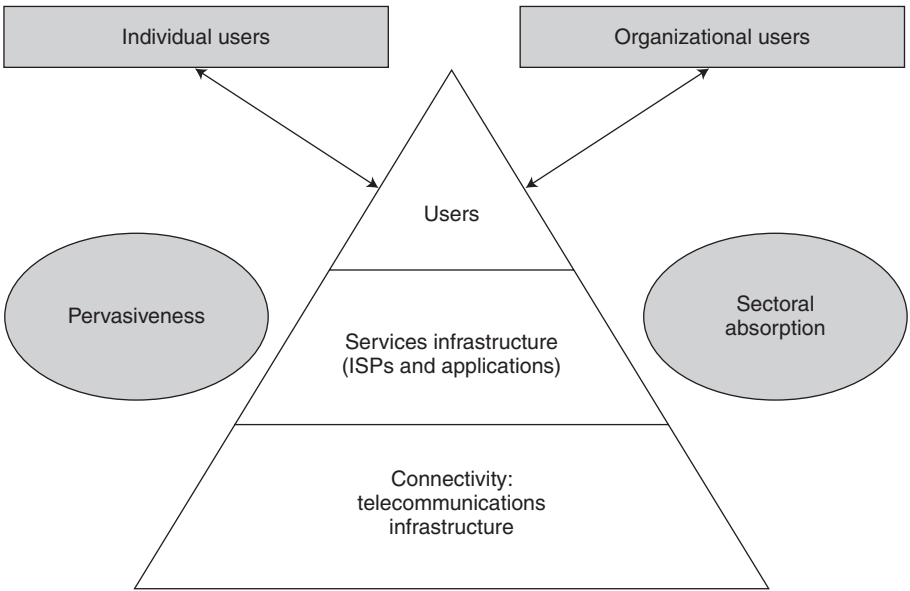 Individual users
Organizational users
Users
Pervasiveness
Sectoral
absorption
Services infrastructure
(ISPs and applications)
Connectivity:
telecommunications
infrastructure